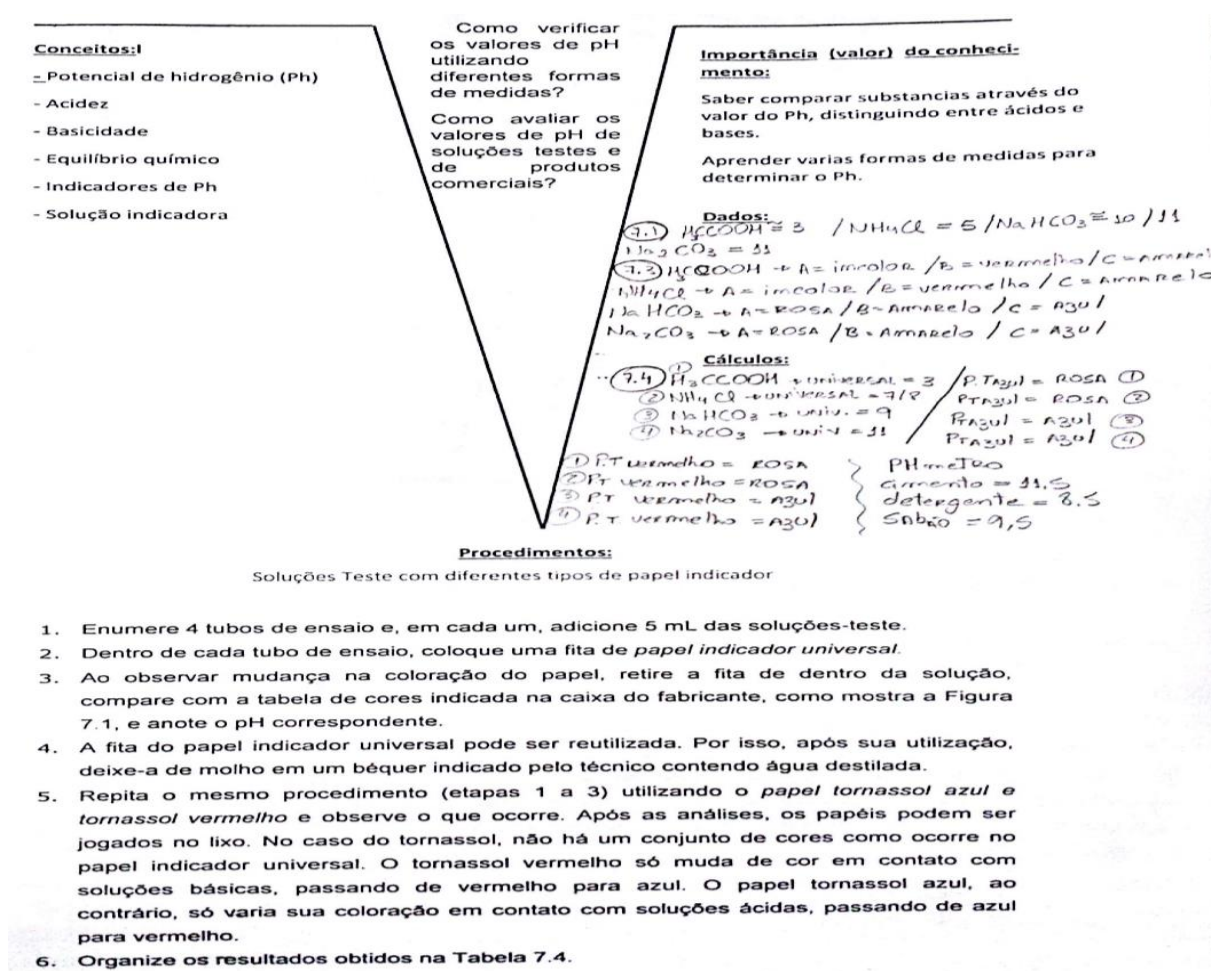 Conceitos:l
- Potencial de hidrogênio (Ph)
- Acidez
- Basicidade
- Equilíbrio químico
- Indicadores de Ph
- Solução indicadora
Como verificar
os valores de pH
utilizando
diferentes formas
de medidas?
Como avaliar os
valores de pH de
soluções testes e
de produtos
comerciais?
Importância (valor) do conheci-
mento:
Saber comparar substancias através do
valor do Ph, distinguindo entre ácidos e
bases.
Aprender varias formas de medidas para
determinar o Ph.
Dados:
7.1) H₃CCOOH ≅ 3 / NH₄Cl = 5 / NaHCO₃ ≅ 10 / 11
Na₂CO₃ = 11
7.3) H₃CCOOH → A = incolor / B = vermelho / C = Amarelo
NH₄Cl → A = incolor / B = vermelho / C = Amarelo
NaHCO₃ → A = ROSA / B = Amarelo / C = Azul
Na₂CO₃ → A = ROSA / B = Amarelo / C = Azul
Cálculos:
7.4) ① H₃CCOOH → universal = 3 / P.TAzul = ROSA ①
② NH₄Cl → universal = 7/8 / PTAzul = ROSA ②
③ NaHCO₃ → univ. = 9 / PTAzul = Azul ③
④ Na₂CO₃ → univ = 11 / PTAzul = Azul ④
① P.T vermelho = ROSA } PHmetro
② PT vermelho = ROSA } cimento = 11.5
③ PT vermelho = Azul } detergente = 8.5
④ P.T vermelho = AZUl } Sabão = 9,5
Procedimentos:
Soluções Teste com diferentes tipos de papel indicador
1. Enumere 4 tubos de ensaio e, em cada um, adicione 5 mL das soluções-teste.
2. Dentro de cada tubo de ensaio, coloque uma fita de papel indicador universal.
3. Ao observar mudança na coloração do papel, retire a fita de dentro da solução,
compare com a tabela de cores indicada na caixa do fabricante, como mostra a Figura
7.1, e anote o pH correspondente.
4. A fita do papel indicador universal pode ser reutilizada. Por isso, após sua utilização,
deixe-a de molho em um béquer indicado pelo técnico contendo água destilada.
5. Repita o mesmo procedimento (etapas 1 a 3) utilizando o papel tornassol azul e
tornassol vermelho e observe o que ocorre. Após as análises, os papéis podem ser
jogados no lixo. No caso do tornassol, não há um conjunto de cores como ocorre no
papel indicador universal. O tornassol vermelho só muda de cor em contato com
soluções básicas, passando de vermelho para azul. O papel tornassol azul, ao
contrário, só varia sua coloração em contato com soluções ácidas, passando de azul
para vermelho.
6. Organize os resultados obtidos na Tabela 7.4.